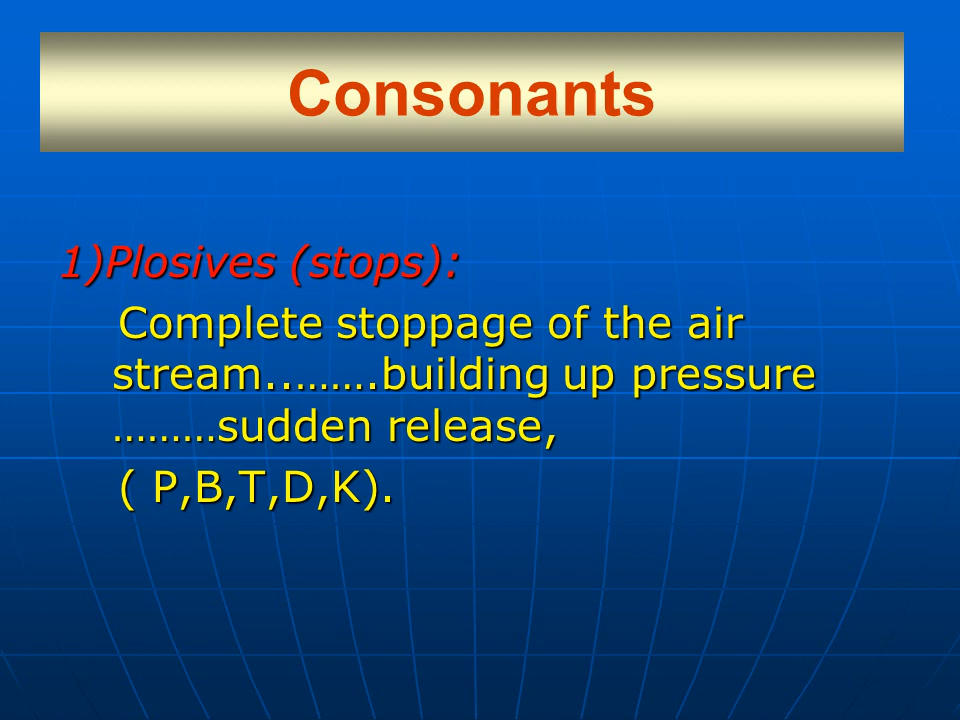 Consonants
1)Plosives (stops):
Complete stoppage of the air
stream..…….building up pressure
………sudden release,
( P,B,T,D,K).